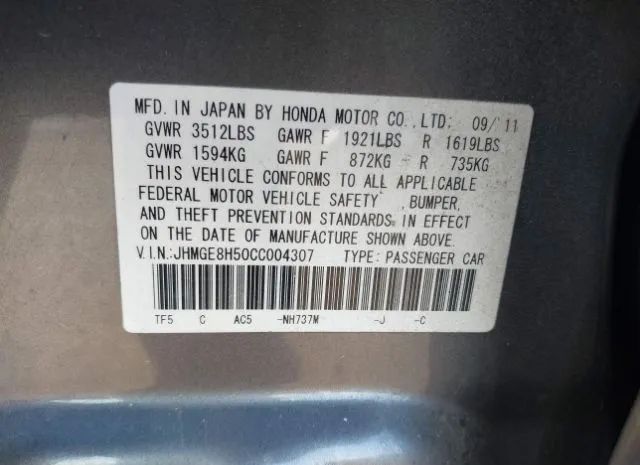 MFD. IN JAPAN BY HONDA MOTOR CO.,LTD: 09/'11
GVWR 3512LBS GAWR F 1921LBS R 1619LBS
GVWR 1594KG GAWR F 872KG - R 735KG
THIS VEHICLE CONFORMS TO ALL APPLICABLE
FEDERAL MOTOR VEHICLE SAFETY ,BUMPER,
AND THEFT PREVENTION STANDARDS IN EFFECT
ON THE DATE OF MANUFACTURE SHOWN ABOVE.
V.I.N.:JHMGE8H50CC004307 TYPE: PASSENGER CAR
TF5 C AC5 -NH737M -J -C